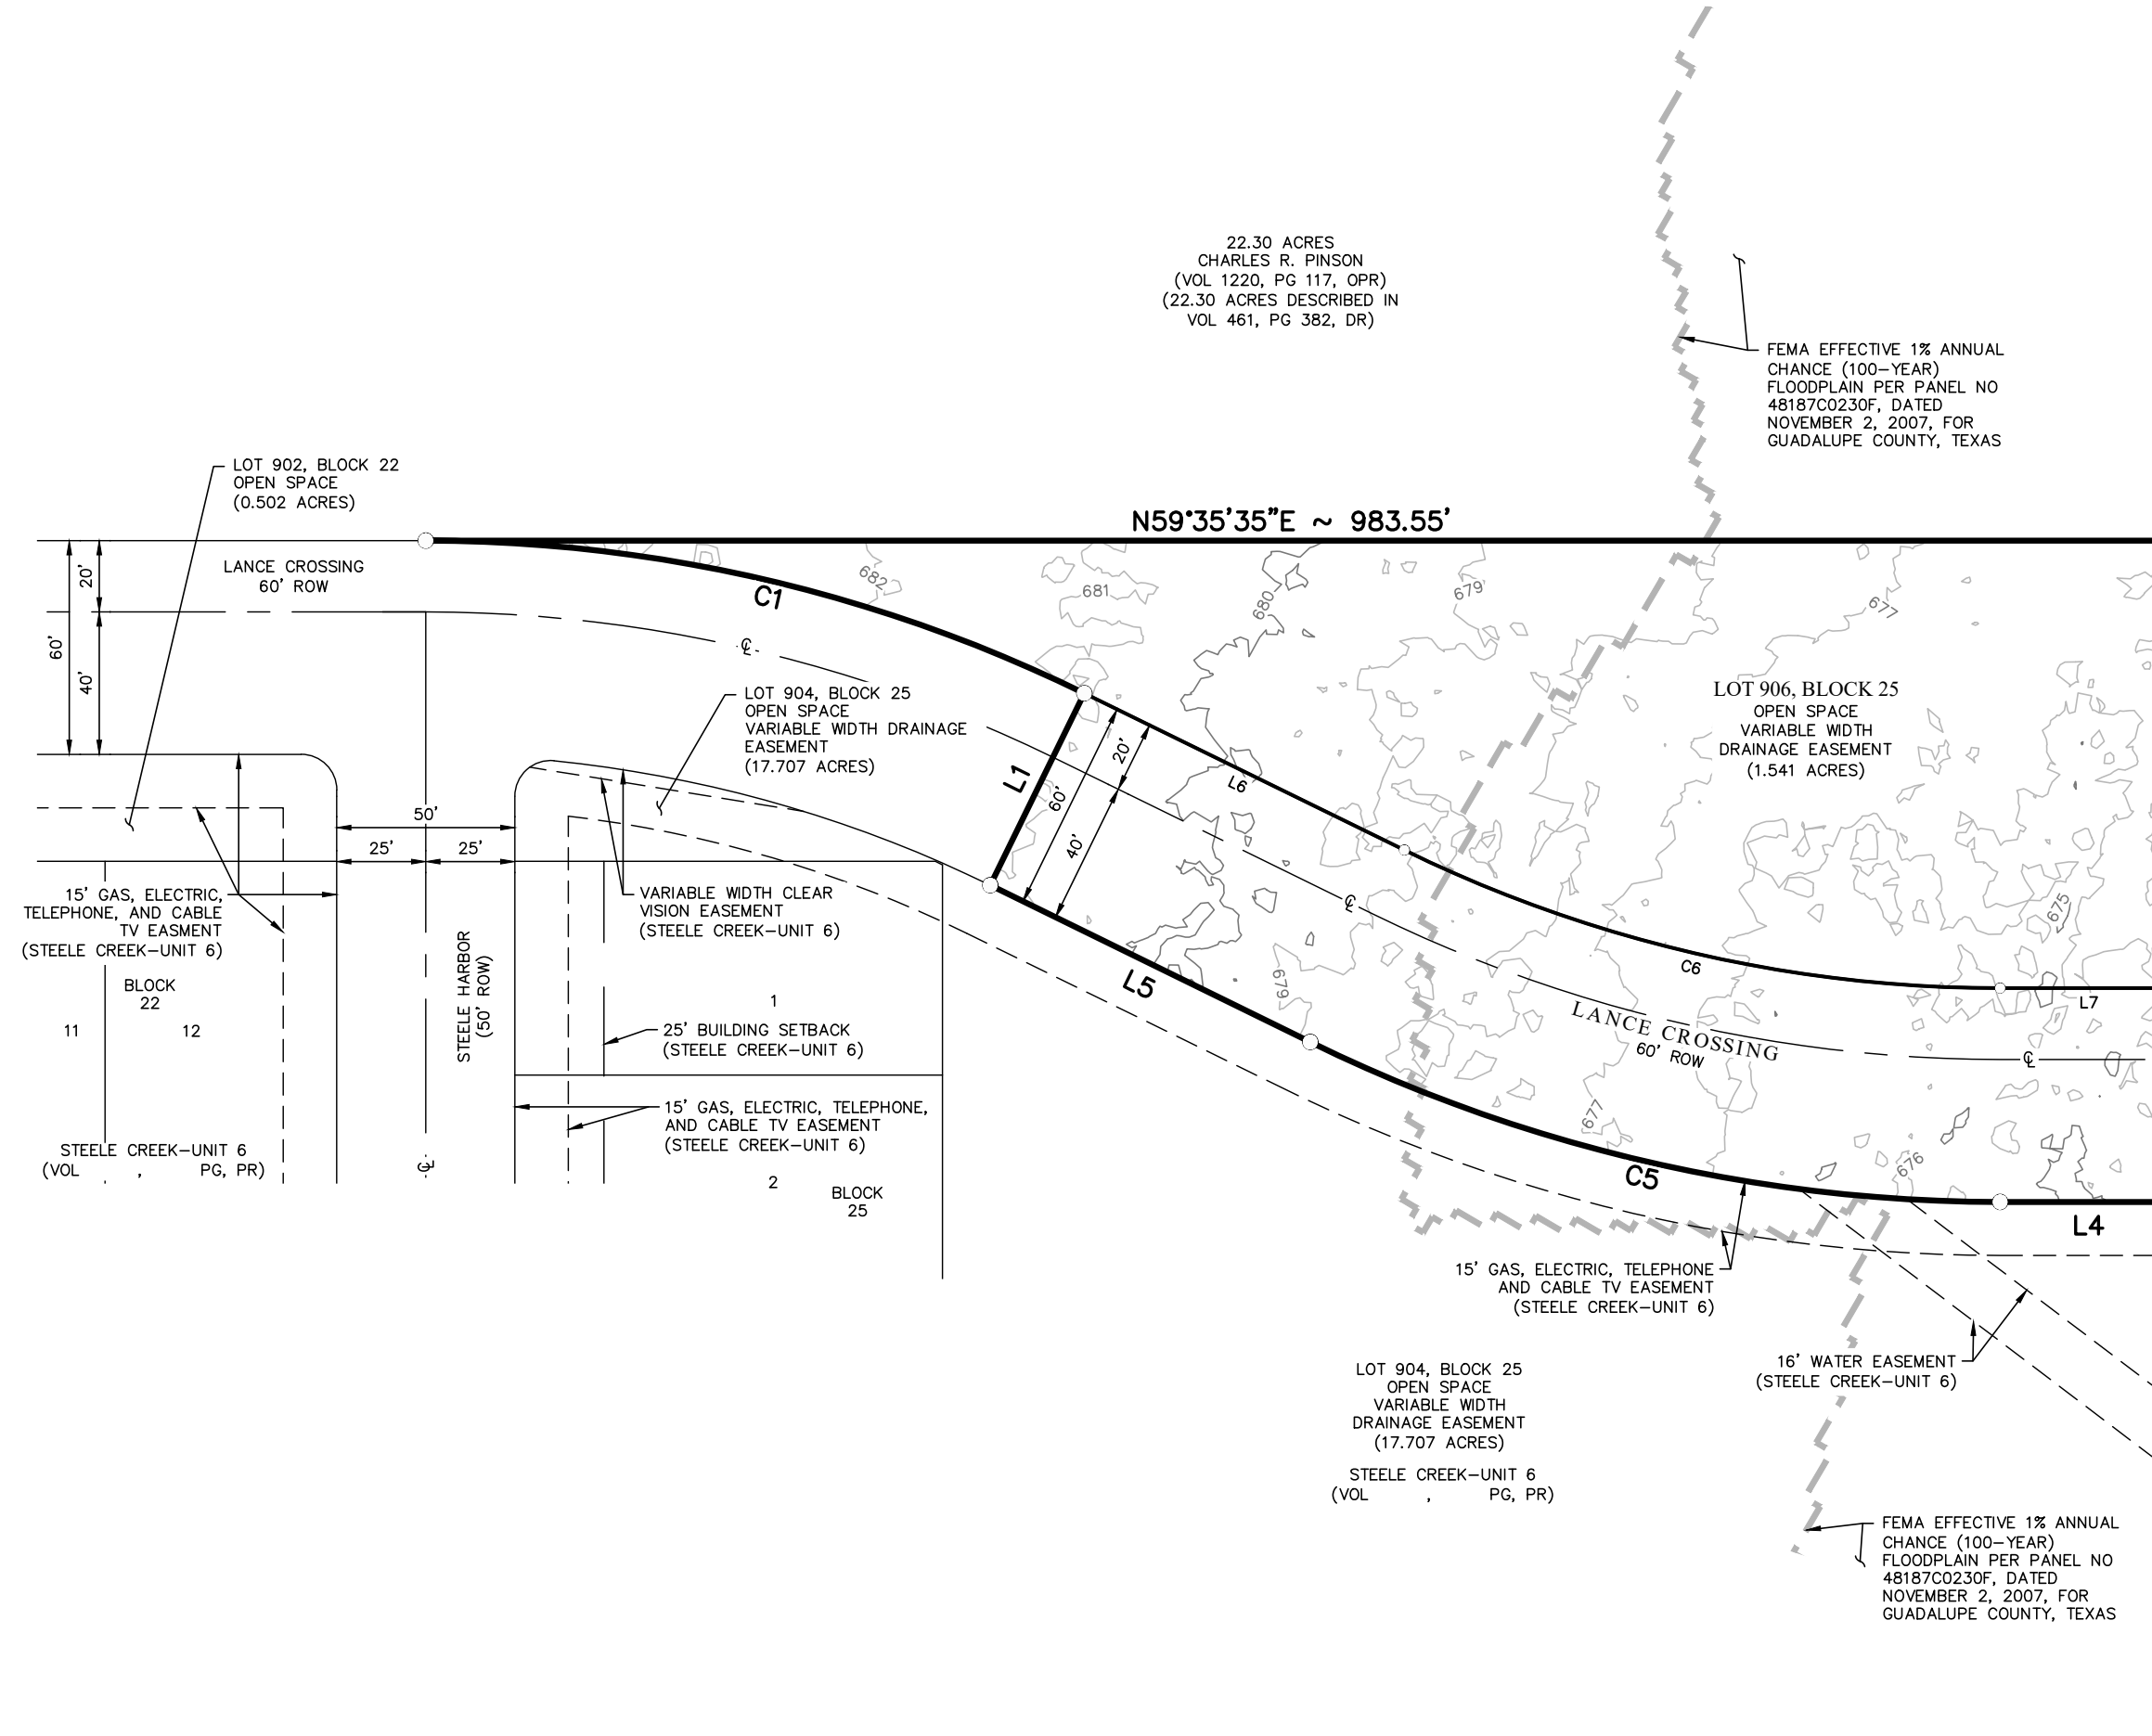 22.30 ACRES
CHARLES R. PINSON
(VOL 1220, PG 117, OPR)
(22.30 ACRES DESCRIBED IN
VOL 461, PG 382, DR)
FEMA EFFECTIVE 1% ANNUAL
CHANCE (100-YEAR)
FLOODPLAIN PER PANEL NO
48187C0230F, DATED
NOVEMBER 2, 2007, FOR
GUADALUPE COUNTY, TEXAS
LOT 902, BLOCK 22
OPEN SPACE
(0.502 ACRES)
N59°35'35"E ~ 983.55'
LANCE CROSSING
60' ROW
20'
60'
40'
C1
682
681
680
679
677
℄
LOT 904, BLOCK 25
OPEN SPACE
VARIABLE WIDTH DRAINAGE
EASEMENT
(17.707 ACRES)
LOT 906, BLOCK 25
OPEN SPACE
VARIABLE WIDTH
DRAINAGE EASEMENT
(1.541 ACRES)
L1
60'
20'
40'
L6
50'
25'
25'
15' GAS, ELECTRIC,
TELEPHONE, AND CABLE
TV EASMENT
(STEELE CREEK-UNIT 6)
VARIABLE WIDTH CLEAR
VISION EASEMENT
(STEELE CREEK-UNIT 6)
℄
675
C6
L7
L5
679
BLOCK
22
11
12
STEELE HARBOR
(50' ROW)
1
25' BUILDING SETBACK
(STEELE CREEK-UNIT 6)
LANCE CROSSING
60' ROW
℄
677
676
15' GAS, ELECTRIC, TELEPHONE,
AND CABLE TV EASEMENT
(STEELE CREEK-UNIT 6)
STEELE CREEK-UNIT 6
(VOL , PG, PR)
℄
2
BLOCK
25
C5
L4
15' GAS, ELECTRIC, TELEPHONE
AND CABLE TV EASEMENT
(STEELE CREEK-UNIT 6)
16' WATER EASEMENT
(STEELE CREEK-UNIT 6)
LOT 904, BLOCK 25
OPEN SPACE
VARIABLE WIDTH
DRAINAGE EASEMENT
(17.707 ACRES)
STEELE CREEK-UNIT 6
(VOL , PG, PR)
FEMA EFFECTIVE 1% ANNUAL
CHANCE (100-YEAR)
FLOODPLAIN PER PANEL NO
48187C0230F, DATED
NOVEMBER 2, 2007, FOR
GUADALUPE COUNTY, TEXAS